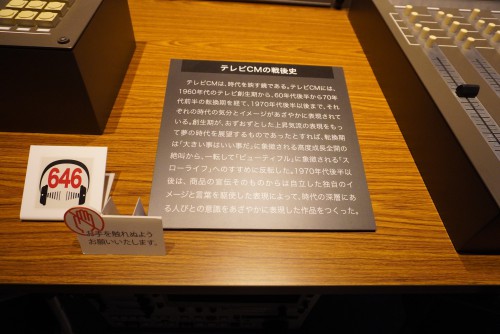 テレビCMの戦後史
テレビCMは、時代を映す鏡である。テレビCMには、
1960年代のテレビ創生期から、60年代後半から70年
代前半の転換期を経て、1970年代後半以後まで、それ
ぞれの時代の気分とイメージがあざやかに表現されて
いる。創生期が、おずおずとした上昇気流の表現をもっ
て夢の時代を展望するものであったとすれば、転換期
は「大きい事はいい事だ」に象徴される高度成長全開の
絶叫から、一転して「ビューティフル」に象徴される「ス
ローライフ」へのすすめに反転した。1970年代後半以
後は、商品の宣伝そのものからは自立した独自のイ
メージと言葉を駆使した表現によって、時代の深層にあ
る人びとの意識をあざやかに表現した作品をつくった。
646
お手を触れぬよう
お願いいたします。